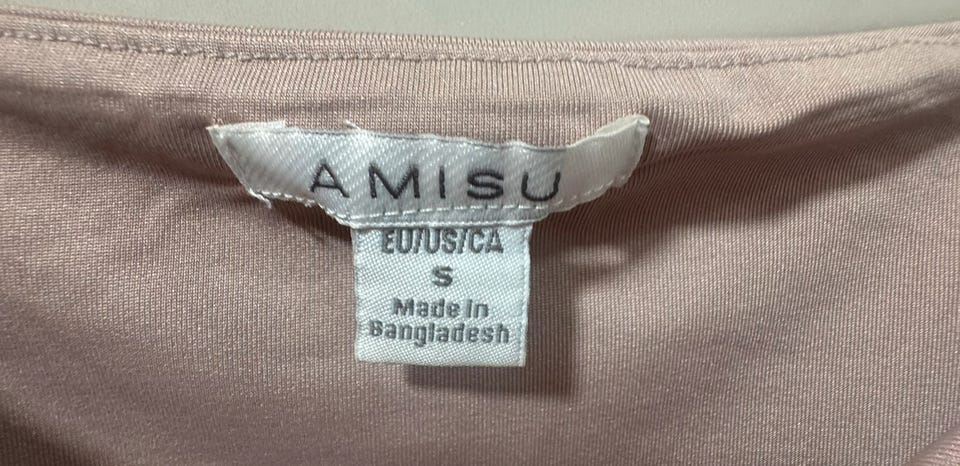 AMISU
EU/US/CA
S
Made in
Bangladesh